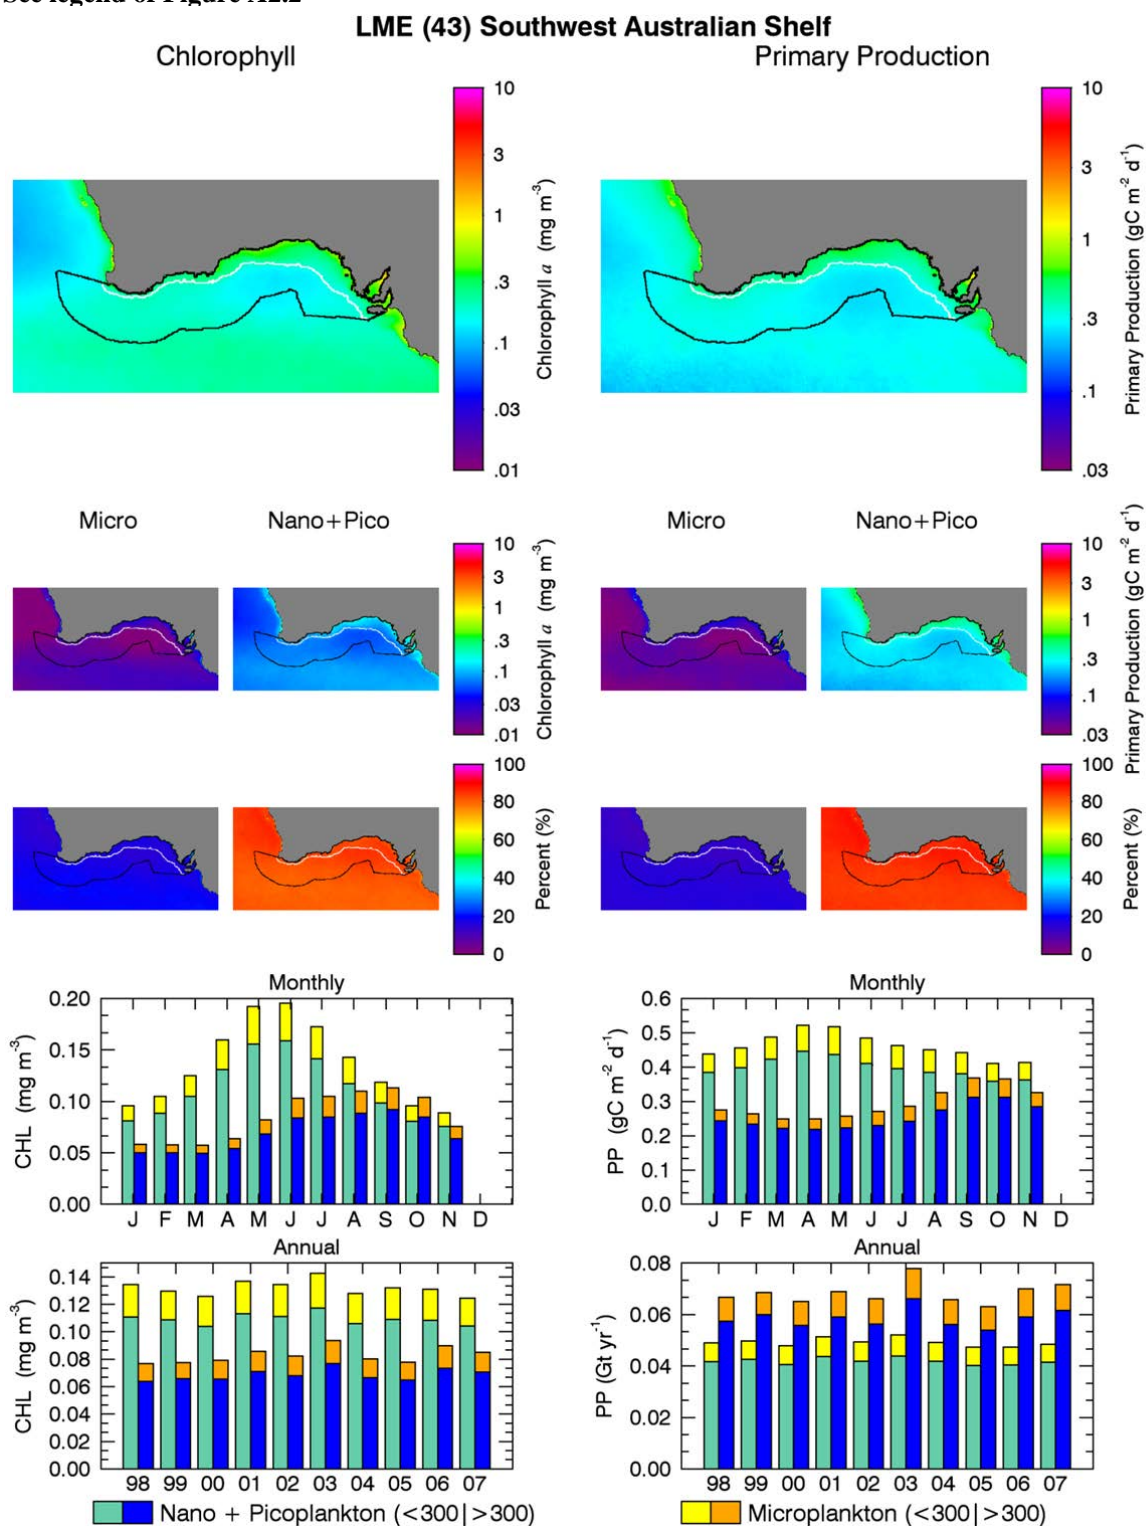 See legend of Figure A2.2
LME (43) Southwest Australian Shelf
Chlorophyll
Primary Production
10
3
1
.3
.1
.03
.01
Chlorophyll a (mg m-3)
10
3
1
.3
.1
.03
Primary Production (gC m-2 d-1)
Micro
Nano+Pico
10
3
1
.3
.1
.03
.01
Chlorophyll a (mg m-3)
Micro
Nano+Pico
10
3
1
.3
.1
.03
Primary Production (gC m-2 d-1)
100
80
60
40
20
0
Percent (%)
100
80
60
40
20
0
Percent (%)
Monthly
0.20
0.15
0.10
0.05
0.00
CHL (mg m-3)
J F M A M J J A S O N D
Monthly
0.6
0.5
0.4
0.3
0.2
0.1
0.0
PP (gC m-2 d-1)
J F M A M J J A S O N D
Annual
0.14
0.12
0.10
0.08
0.06
0.04
0.02
0.00
CHL (mg m-3)
98 99 00 01 02 03 04 05 06 07
Annual
0.08
0.06
0.04
0.02
0.00
PP (Gt yr-1)
98 99 00 01 02 03 04 05 06 07
Nano + Picoplankton (<300|>300)
Microplankton (<300|>300)